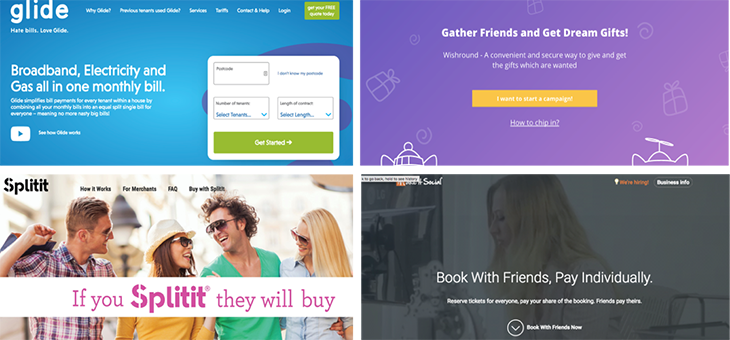 glide
Hate bills. Love Glide.
Why Glide?
Previous tenants used Glide?
Services
Tariffs
Contact & Help
Login
get your FREE
quote today
Broadband, Electricity and
Gas all in one monthly bill.
Glide simplifies bill payments for every tenant within a house by
combining all your monthly bills into an equal split single bill for
everyone – meaning no more nasty big bills!
See how Glide works
Postcode
I don't know my postcode
Number of tenants
Length of contract
Select Tenants...
Select Length...
Get Started
Gather Friends and Get Dream Gifts!
Wishround - A convenient and secure way to give and get
the gifts which are wanted
I want to start a campaign!
How to chip in?
Splitit
How It Works
For Merchants
FAQ
Buy with Splitit
If you Splitit® they will buy
to go back, hold to see history
Social
We're hiring!
Business Info
Book With Friends, Pay Individually.
Reserve tickets for everyone, pay your share of the booking. Friends pay theirs.
Book With Friends Now